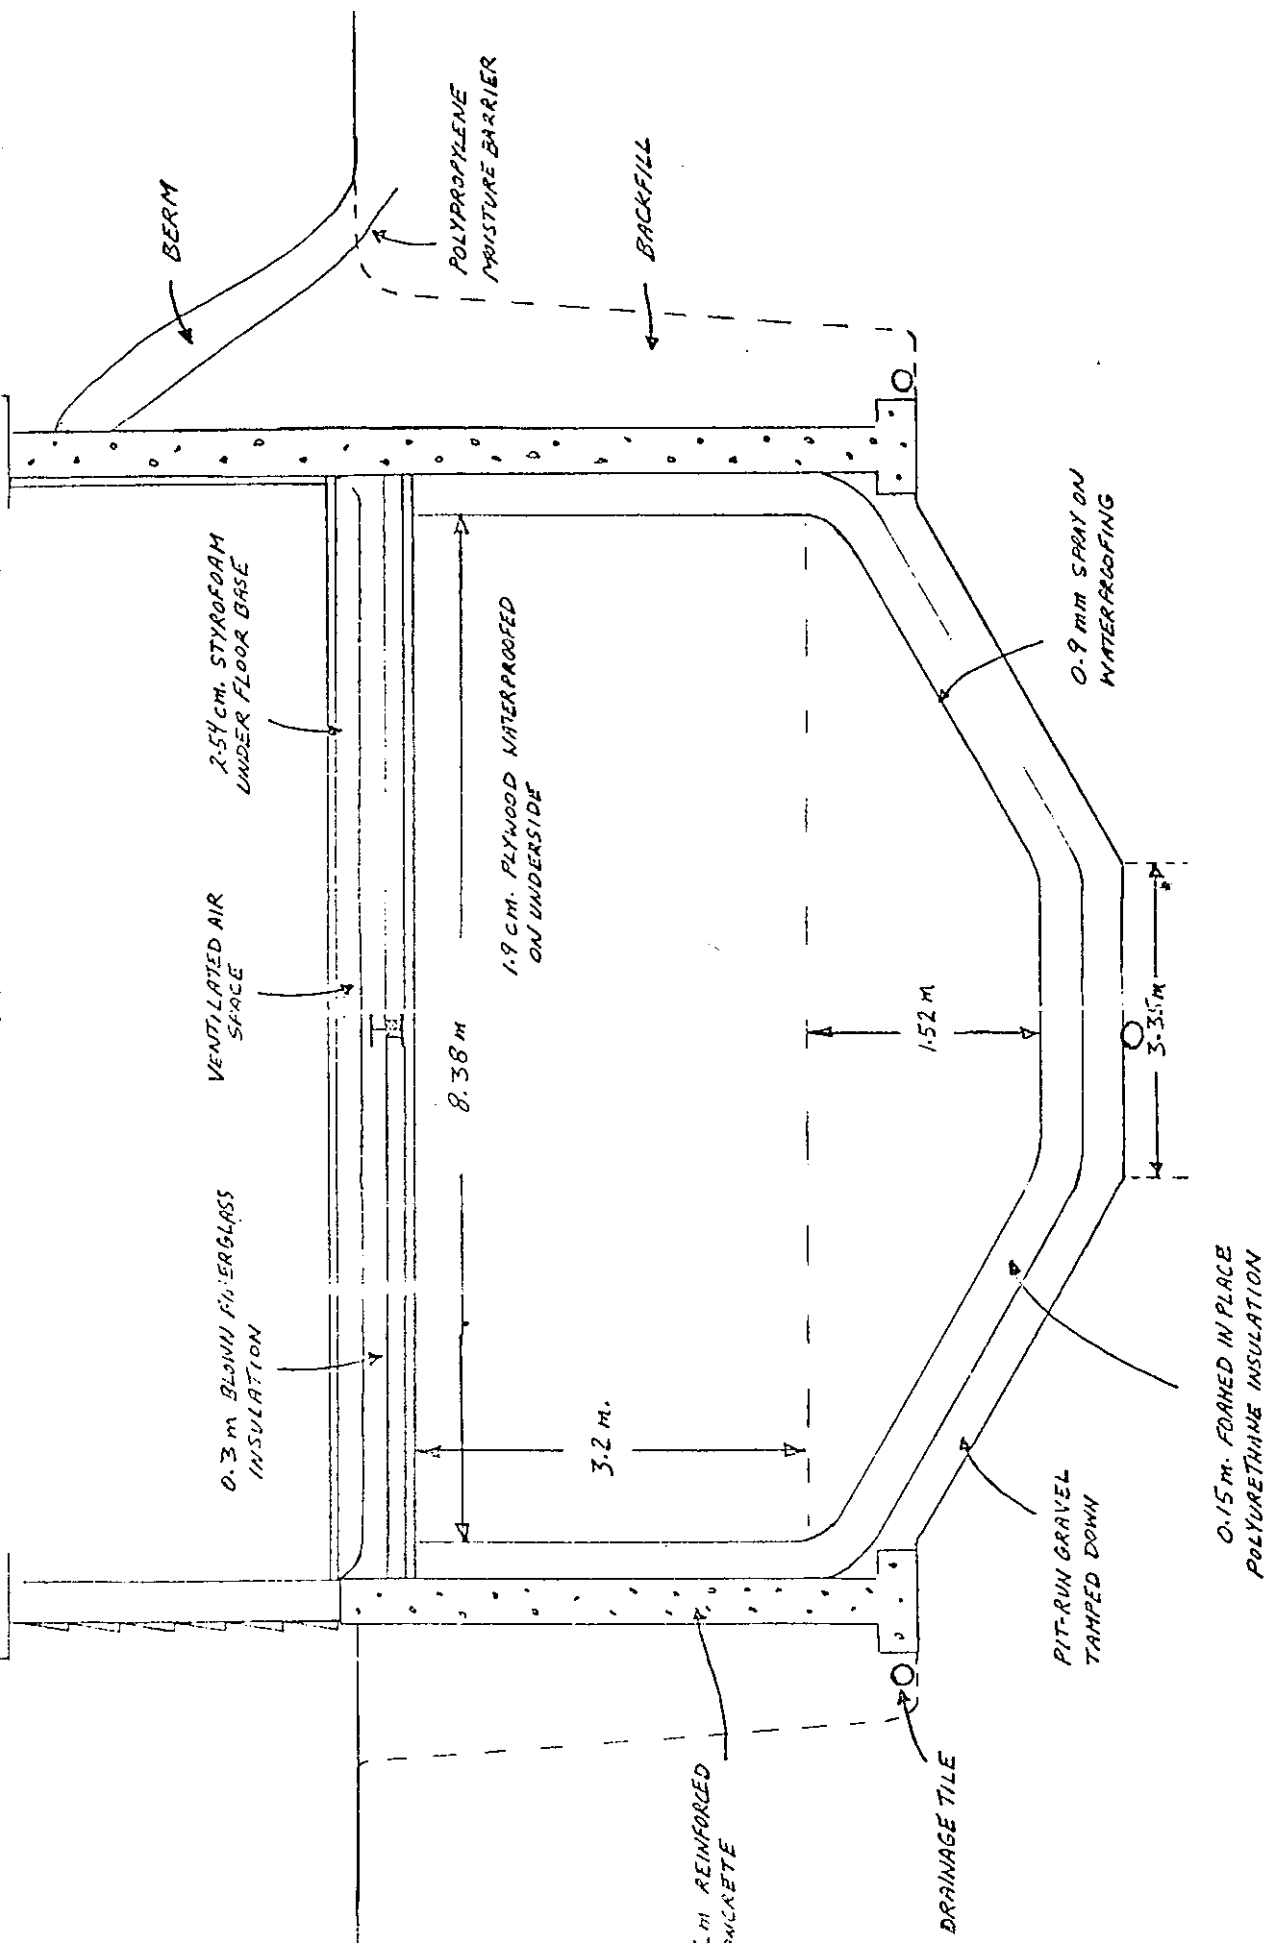 0.3 m BLOWN FIBERGLASS
INSULATION
VENTILATED AIR
SPACE
2.54 cm. STYROFOAM
UNDER FLOOR BASE
BERM
POLYPROPYLENE
MOISTURE BARRIER
8.38 m
1.9 cm. PLYWOOD WATERPROOFED
ON UNDERSIDE
BACKFILL
3.2 m.
m REINFORCED
1.52 m
0.9 mm SPRAY ON
WATERPROOFING
DRAINAGE TILE
PIT-RUN GRAVEL
TAMPED DOWN
3.35 m
0.15 m. FOAMED IN PLACE
POLYURETHANE INSULATION